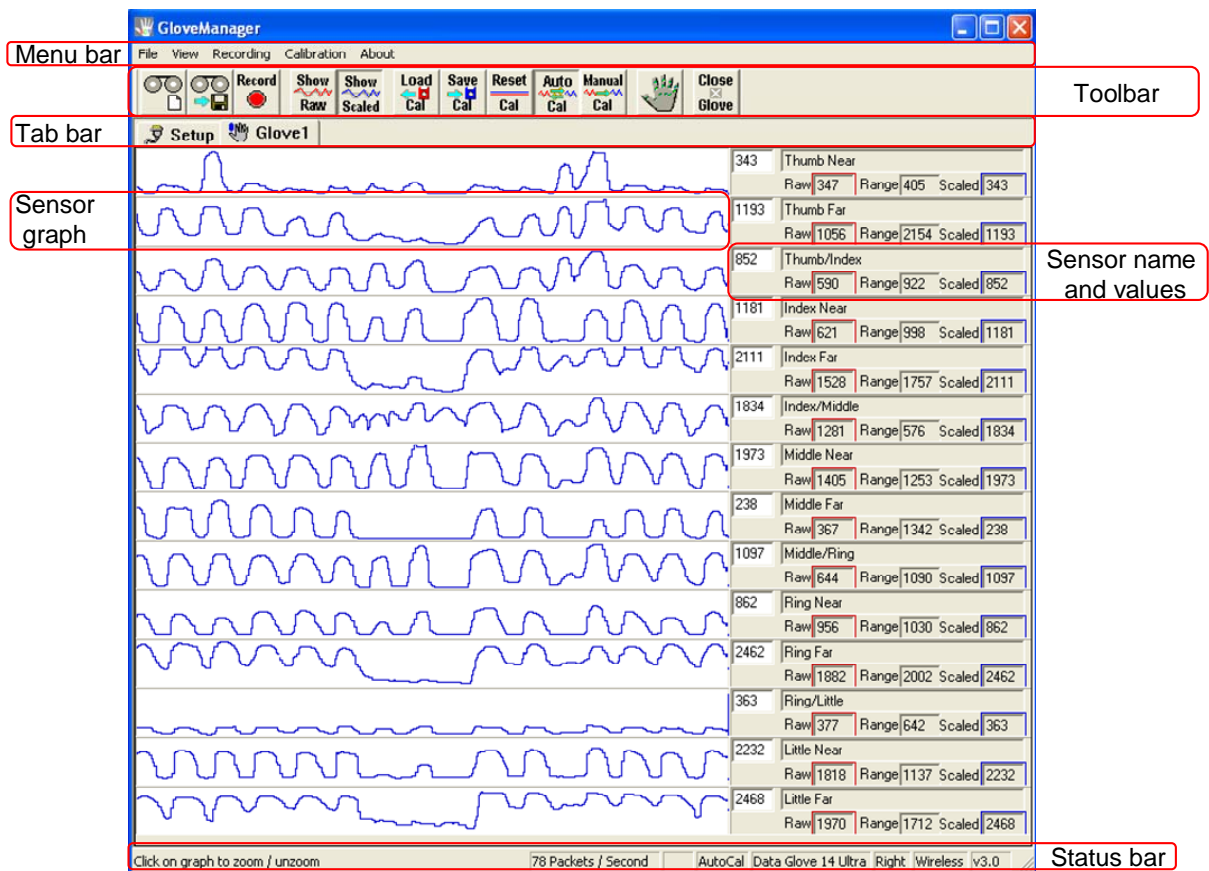 GloveManager
Menu bar
File View Recording Calibration About
Record
Show Raw
Show Scaled
Load Cal
Save Cal
Reset Cal
Auto Cal
Manual Cal
Close Glove
Toolbar
Tab bar
Setup Glove1
343 Thumb Near
Raw 347 Range 405 Scaled 343
Sensor graph
1193 Thumb Far
Raw 1056 Range 2154 Scaled 1193
852 Thumb/Index
Raw 590 Range 922 Scaled 852
Sensor name and values
1181 Index Near
Raw 621 Range 998 Scaled 1181
2111 Index Far
Raw 1528 Range 1757 Scaled 2111
1834 Index/Middle
Raw 1281 Range 576 Scaled 1834
1973 Middle Near
Raw 1405 Range 1253 Scaled 1973
238 Middle Far
Raw 367 Range 1342 Scaled 238
1097 Middle/Ring
Raw 644 Range 1090 Scaled 1097
862 Ring Near
Raw 956 Range 1030 Scaled 862
2462 Ring Far
Raw 1882 Range 2002 Scaled 2462
363 Ring/Little
Raw 377 Range 642 Scaled 363
2232 Little Near
Raw 1818 Range 1137 Scaled 2232
2468 Little Far
Raw 1970 Range 1712 Scaled 2468
Click on graph to zoom / unzoom 78 Packets / Second AutoCal Data Glove 14 Ultra Right Wireless v3.0
Status bar